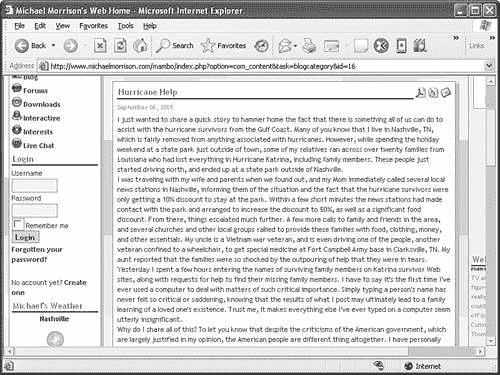 Michael Morrison's Web Home - Microsoft Internet Explorer
File Edit View Favorites Tools Help
Back Search Favorites Links
Address http://www.michaelmorrison.com/mambo/index.php?option=com_content&task=blogcategory&id=16
Blog
Forums
Downloads
Interactive
Interests
Live Chat
Login
Username
Password
Remember me
Login
Forgotten your
password?
No account yet? Create
one
Michael's Weather
Nashville
Hurricane Help
September 06, 2005
I just wanted to share a quick story to hammer home the fact that there is something all of us can do to
assist with the hurricane survivors from the Gulf Coast. Many of you know that I live in Nashville, TN,
which is fairly removed from anything associated with hurricanes. However, while spending the holiday
weekend at a state park just outside of town, some of my relatives ran across over twenty families from
Louisiana who had lost everything in Hurricane Katrina, including family members. These people just
started driving north, and ended up at a state park outside of Nashville.
I was traveling with my wife and parents when we found out, and my Mom immediately called several local
news stations in Nashville, informing them of the situation and the fact that the hurricane survivors were
only getting a 10% discount to stay at the park. Within a few short minutes the news stations had made
contact with the park and arranged to increase the discount to 50%, as well as a significant food
discount. From there, things escalated much further. A few more calls to family and friends in the area,
and several churches and other local groups rallied to provide these families with food, clothing, money,
and other essentials. My uncle is a Vietnam war veteran, and is even driving one of the people, another
veteran confined to a wheelchair, to get special medicine at Fort Campbell Army base in Clarksville, TN. My
aunt reported that the families were so shocked by the outpouring of help that they were in tears.
Yesterday I spent a few hours entering the names of surviving family members on Katrina survivor Web
sites, along with requests for help to find their missing family members. I have to say it's the first time I've
ever used a computer to deal with matters of such critical importance. Simply typing a person's name has
never felt so critical or saddening, knowing that the results of what I post may ultimately lead to a family
learning of a loved one's existence. Trust me, it makes everything else I've ever typed on a computer seem
utterly insignificant.
Why do I share all of this? To let you know that despite the criticisms of the American government, which
are largely justified in my opinion, the American people are different thing altogether. I have personally
Wel
TV ar
figur
really
could
off-b
Comp
Internet